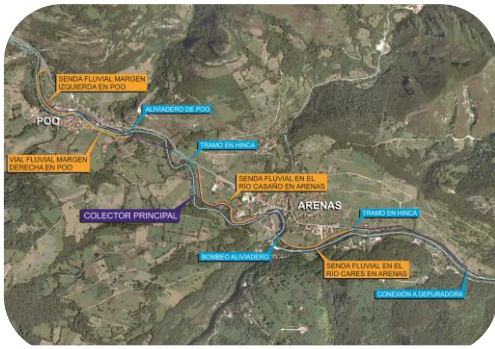 SENDA FLUVIAL MARGEN
IZQUIERDA EN POO
ALIVIADERO DE POO
POO
TRAMO EN HINCA
VIAL FLUVIAL MARGEN
DERECHA EN POO
SENDA FLUVIAL EN EL
RÍO CASAÑO EN ARENAS
ARENAS
COLECTOR PRINCIPAL
TRAMO EN HINCA
BOMBEO ALIVIADERO
SENDA FLUVIAL EN EL
RÍO CARES EN ARENAS
CONEXIÓN A DEPURADORA